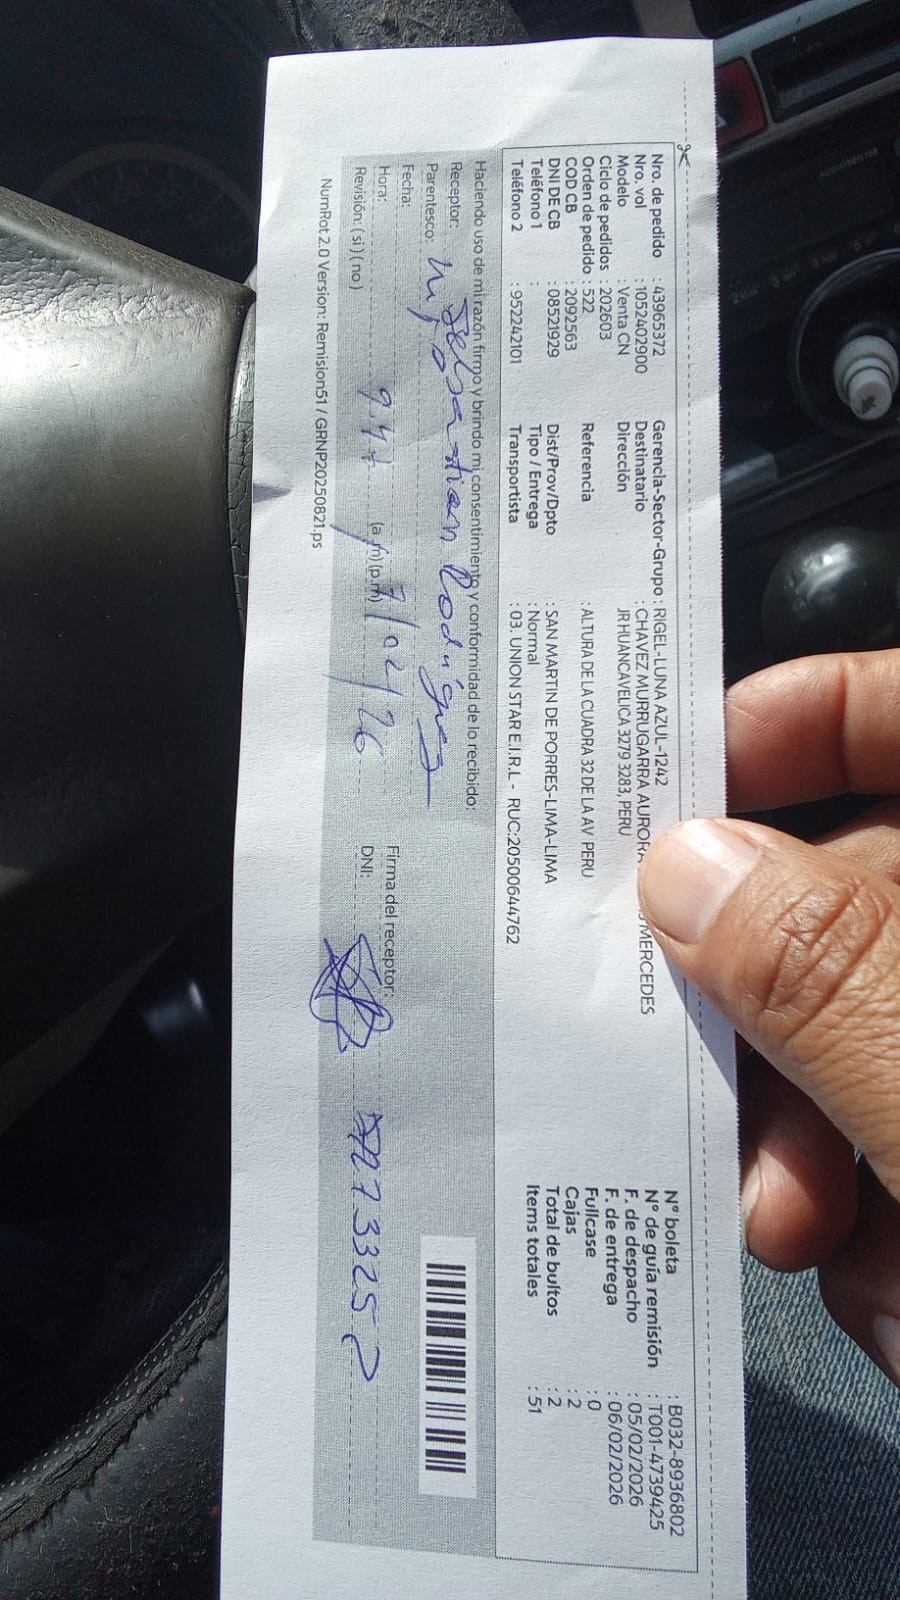 Nro. de pedido : 43965372 Gerencia-Sector-Grupo : RIGEL-LUNA AZUL-1242 N° boleta : B032-8936802
Nro. vol : 1052402900 Destinatario : CHAVEZ MURRUGARRA MERCEDES N° de guía remisión : T001-4739425
Modelo : Venta CN Dirección JR HUANCAVELICA 3279 3283, PERU F. de despacho : 05/02/2026
Ciclo de pedidos : 202603 F. de entrega : 06/02/2026
Orden de pedido : 522 Referencia : ALTURA DE LA CUADRA 32 DE LA AV PERU Fullcase : 0
COD CB : 2092563 Cajas : 2
DNI DE CB : 08521929 Dist/Prov/Dpto : SAN MARTIN DE PORRES-LIMA-LIMA Total de bultos : 2
Teléfono 1 : Tipo / Entrega : Normal Items totales : 51
Teléfono 2 : 952242101 Transportista : 03. UNION STAR E.I.R.L - RUC:20500644762
Haciendo uso de mi razón firmo y brindo mi consentimiento y conformidad de lo recibido:
Receptor: Sebastian
Parentesco: Hijo
Fecha: 7/02/26
Hora: (a.m) (p.m) Firma del receptor:
Revisión: ( si ) ( no ) DNI:
NumRot 2.0 Version: Remision51 / GRNP20250821.ps